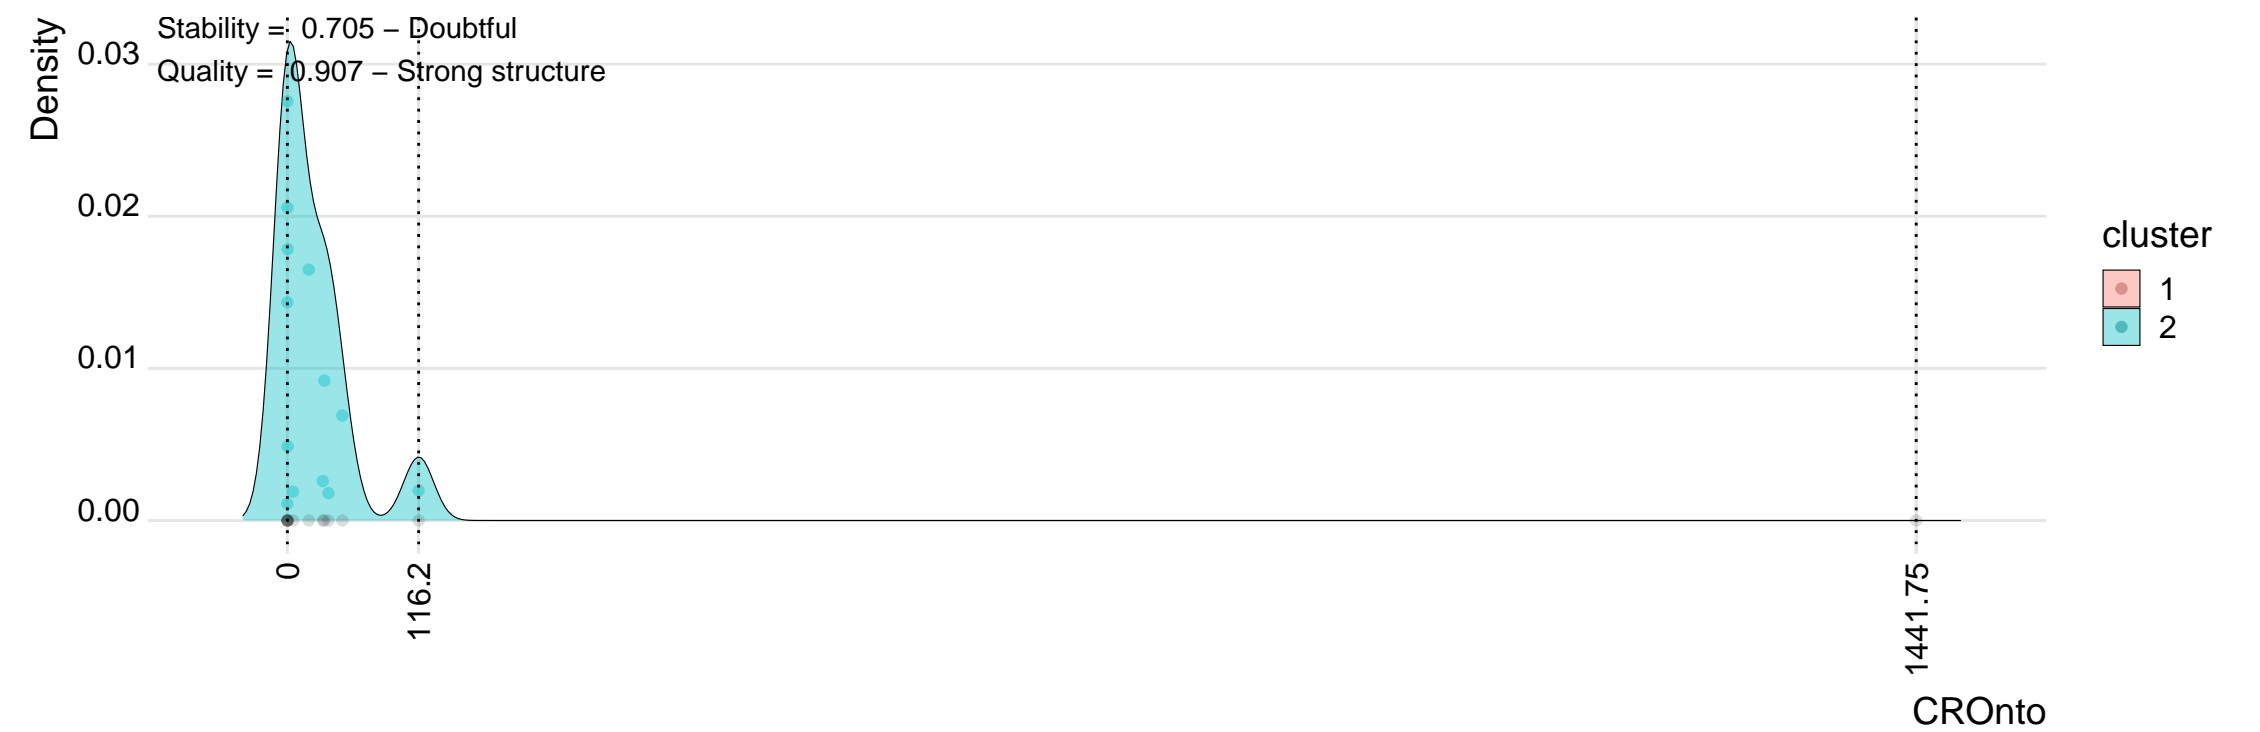 Stability =  0.705 – Doubtful
Quality =  0.907 – Strong structure
Density
0.03
0.02
0.01
0.00
0
116.2
1441.75
CROnto
cluster
1
2